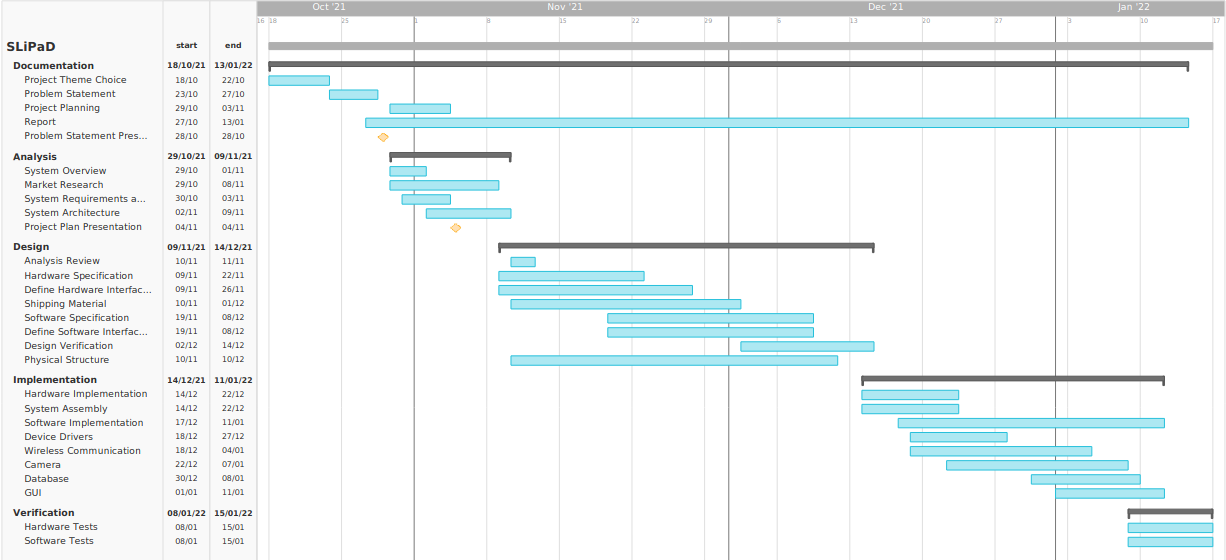 Oct '21 Nov '21 Dec '21 Jan '22
16 18 25 1 8 15 22 29 6 13 20 27 3 10 17
SLiPaD start end
Documentation 18/10/21 13/01/22
Project Theme Choice 18/10 22/10
Problem Statement 23/10 27/10
Project Planning 29/10 03/11
Report 27/10 13/01
Problem Statement Pres... 28/10 28/10
Analysis 29/10/21 09/11/21
System Overview 29/10 01/11
Market Research 29/10 08/11
System Requirements a... 30/10 03/11
System Architecture 02/11 09/11
Project Plan Presentation 04/11 04/11
Design 09/11/21 14/12/21
Analysis Review 10/11 11/11
Hardware Specification 09/11 22/11
Define Hardware Interfac... 09/11 26/11
Shipping Material 10/11 01/12
Software Specification 19/11 08/12
Define Software Interfac... 19/11 08/12
Design Verification 02/12 14/12
Physical Structure 10/11 10/12
Implementation 14/12/21 11/01/22
Hardware Implementation 14/12 22/12
System Assembly 14/12 22/12
Software Implementation 17/12 11/01
Device Drivers 18/12 27/12
Wireless Communication 18/12 04/01
Camera 22/12 07/01
Database 30/12 08/01
GUI 01/01 11/01
Verification 08/01/22 15/01/22
Hardware Tests 08/01 15/01
Software Tests 08/01 15/01